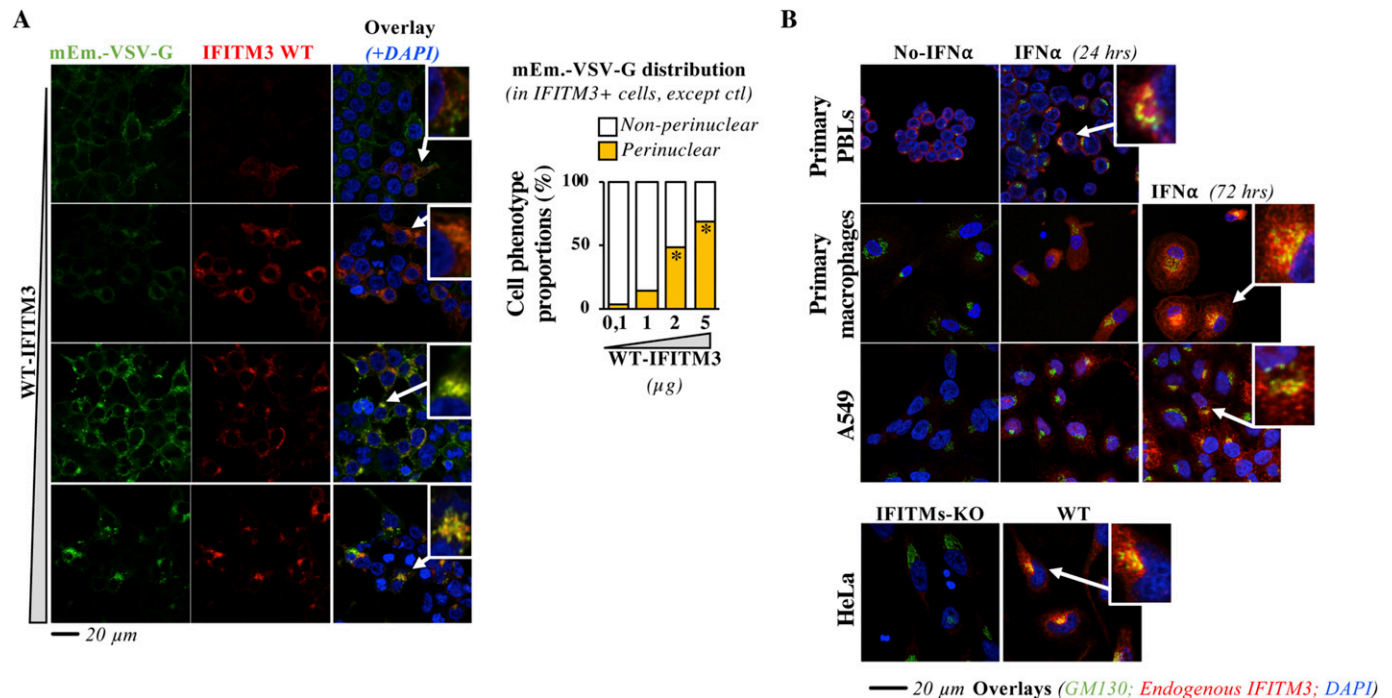 A
mEm.-VSV-G
IFITM3 WT
Overlay
(+DAPI)
WT-IFITM3
20 µm
mEm.-VSV-G distribution
(in IFITM3+ cells, except ctl)
Non-perinuclear
Perinuclear
Cell phenotype
proportions (%)
100
50
0
*
*
0,1 1 2 5
WT-IFITM3
(µg)
B
No-IFNα
IFNα (24 hrs)
Primary
PBLs
IFNα (72 hrs)
Primary
macrophages
A549
IFITMs-KO
WT
HeLa
20 µm Overlays (GM130; Endogenous IFITM3; DAPI)